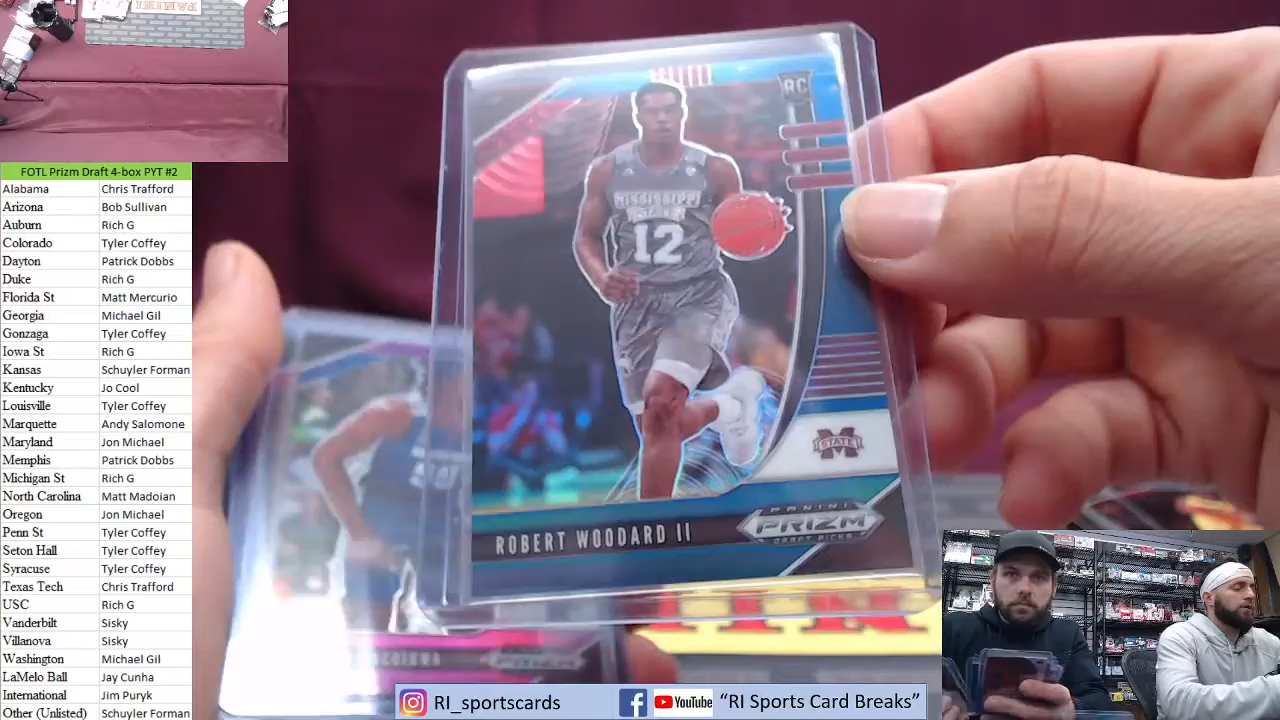 FOTL Prizm Draft 4-box PYT #2
Alabama Chris Trafford
Arizona Bob Sullivan
Auburn Rich G
Colorado Tyler Coffey
Dayton Patrick Dobbs
Duke Rich G
Florida St Matt Mercurio
Georgia Michael Gil
Gonzaga Tyler Coffey
Iowa St Rich G
Kansas Schuyler Forman
Kentucky Jo Cool
Louisville Tyler Coffey
Marquette Andy Salomone
Maryland Jon Michael
Memphis Patrick Dobbs
Michigan St Rich G
North Carolina Matt Madoian
Oregon Jon Michael
Penn St Tyler Coffey
Seton Hall Tyler Coffey
Syracuse Tyler Coffey
Texas Tech Chris Trafford
USC Rich G
Vanderbilt Sisky
Villanova Sisky
Washington Michael Gil
LaMelo Ball Jay Cunha
International Jim Puryk
Other (Unlisted) Schuyler Forman
PANINI
RC
MISSISSIPPI
STATE
12
M STATE
ROBERT WOODARD II
PANINI
PRIZM
DRAFT PICKS
PRIZM
RI_sportscards
YouTube
"RI Sports Card Breaks"